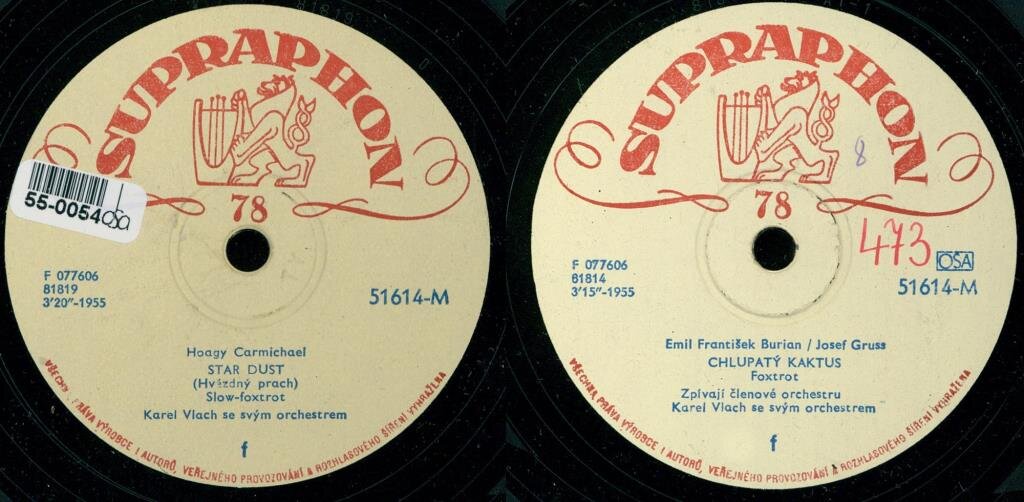 81819
SUPRAPHON
78
55-0054
osa
F 077606
81819
3'20"-1955
51614-M
Hoagy Carmichael
STAR DUST
(Hvězdný prach)
Slow-foxtrot
Karel Vlach se svým orchestrem
f
VŠECHNA PRÁVA VÝROBCE I AUTORŮ, VEŘEJNÉHO PROVOZOVÁNÍ A ROZHLASOVÉHO ŠÍŘENÍ VYHRAŽENA
SUPRAPHON
8
78
473
OSA
F 077606
81814
3'15"-1955
51614-M
Emil František Burian / Josef Gruss
CHLUPATÝ KAKTUS
Foxtrot
Zpívají členové orchestru
Karel Vlach se svým orchestrem
f
VŠECHNA PRÁVA VÝROBCE I AUTORŮ, VEŘEJNÉHO PROVOZOVÁNÍ A ROZHLASOVÉHO ŠÍŘENÍ VYHRAŽENA